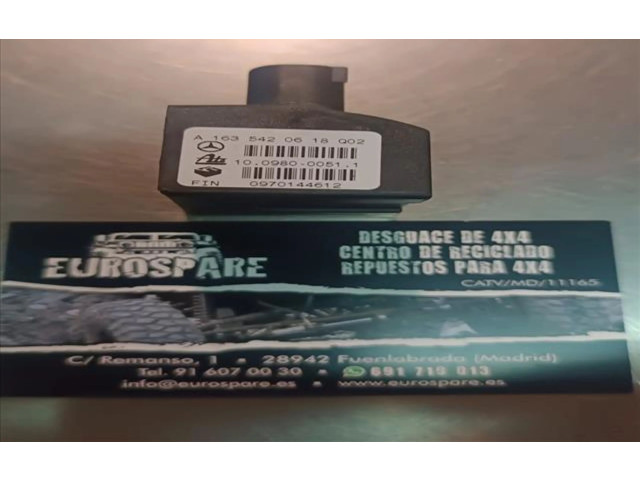 A 163 542 06 18 Q02
Ate
10.0980-0051.1
FIN 0970144612
EUROSPARE
DESGUACE DE 4X4
CENTRO DE RECICLADO
REPUESTOS PARA 4X4
CATV/MD/11165
C/ Remanso, 1 • 28942 Fuenlabrada (Madrid)
Tel. 91 607 00 30 • 691 719 013
info@eurospare.es • www.eurospare.es